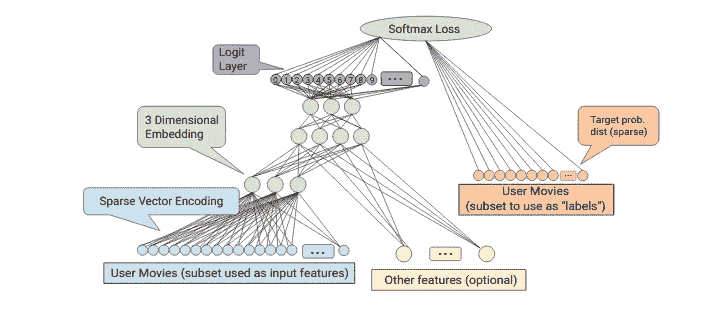 Softmax Loss
Logit
Layer
0 1 2 3 4 5 6 7 8 9 ...
3 Dimensional
Embedding
Target prob.
dist (sparse)
...
Sparse Vector Encoding
User Movies
(subset to use as "labels")
...
...
User Movies (subset used as input features)
Other features (optional)